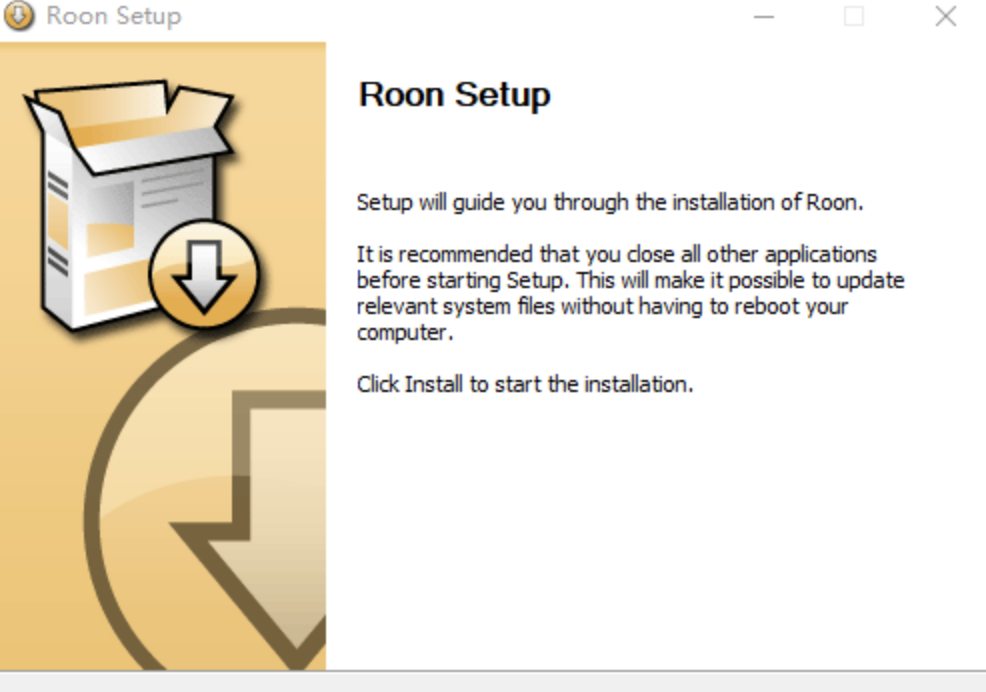 Roon Setup
Roon Setup
Setup will guide you through the installation of Roon.
It is recommended that you close all other applications
before starting Setup. This will make it possible to update
relevant system files without having to reboot your
computer.
Click Install to start the installation.